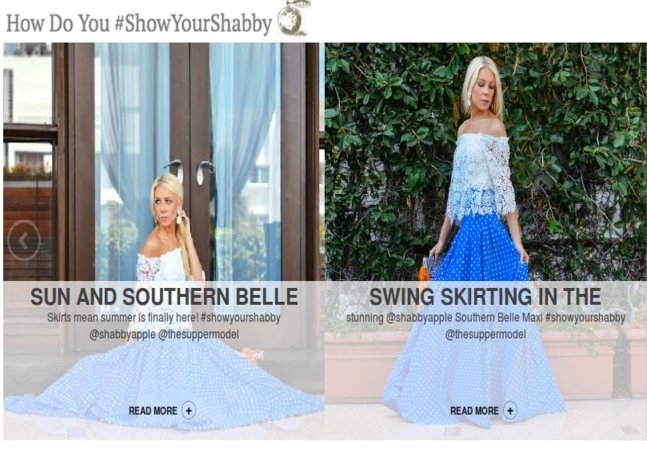 How Do You #ShowYourShabby
SUN AND SOUTHERN BELLE
Skirts mean summer is finally here! #showyourshabby
@shabbyapple @thesuppermodel
READ MORE +
SWING SKIRTING IN THE
stunning @shabbyapple Southern Belle Maxi #showyourshabby
@thesuppermodel
READ MORE +